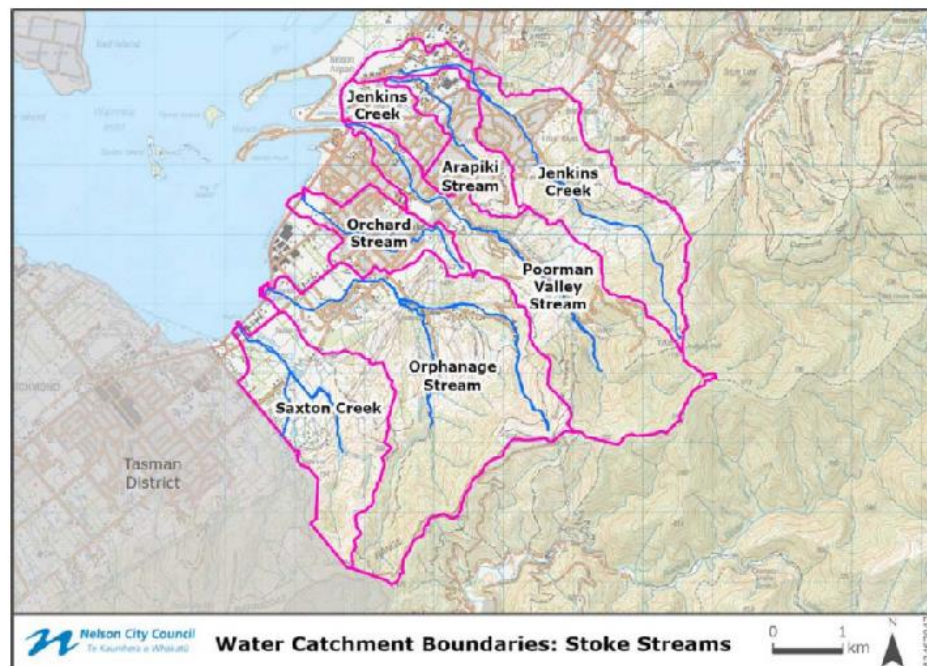 Jenkins
Creek
Arapiki
Stream
Jenkins
Creek
Orchard
Stream
Poorman
Valley
Stream
Orphanage
Stream
Saxton Creek
Tasman
District
Nelson City Council
Te Kaunihera o Whakatū
Water Catchment Boundaries: Stoke Streams
0 1
km
N